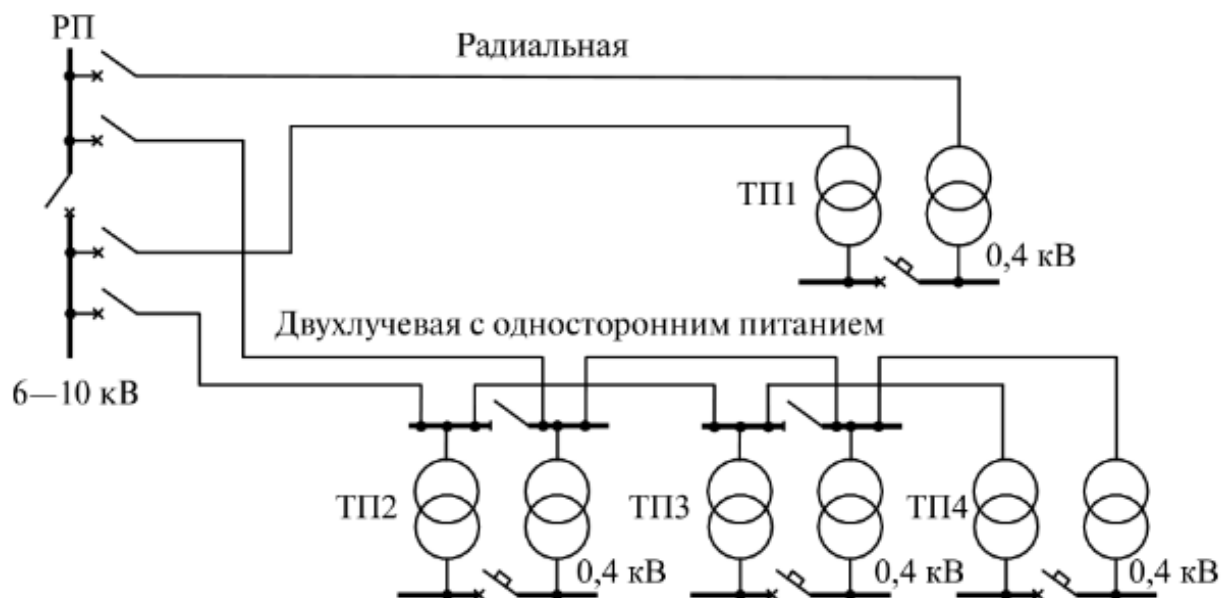 РП
Радиальная
ТП1
0,4 кВ
Двухлучевая с односторонним питанием
6—10 кВ
ТП2
ТП3
ТП4
0,4 кВ
0,4 кВ
0,4 кВ